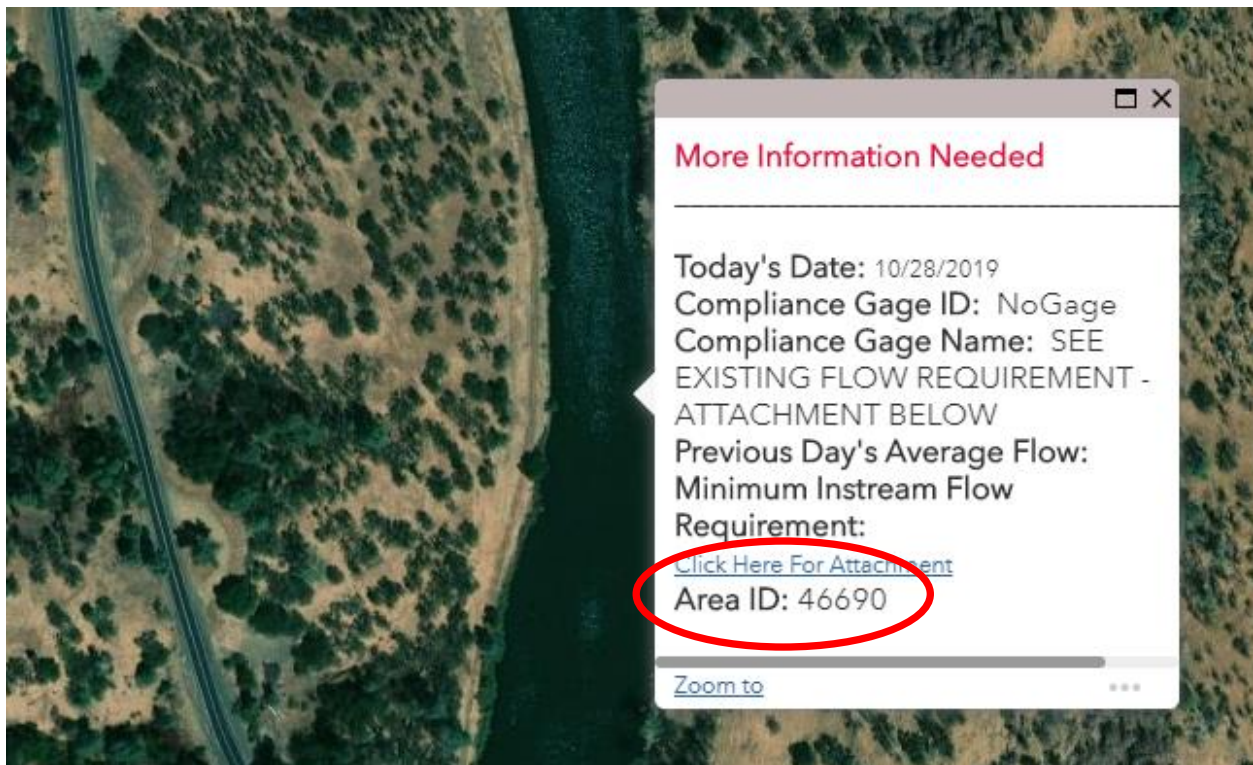 More Information Needed
Today's Date: 10/28/2019
Compliance Gage ID: NoGage
Compliance Gage Name: SEE
EXISTING FLOW REQUIREMENT -
ATTACHMENT BELOW
Previous Day's Average Flow:
Minimum Instream Flow
Requirement:
Click Here For Attachment
Area ID: 46690
Zoom to